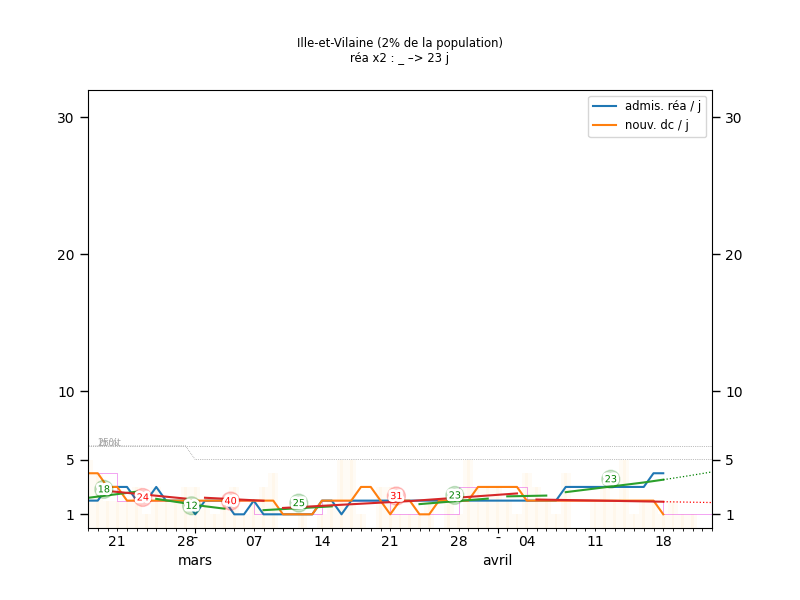 Ille-et-Vilaine (2% de la population)
réa x2 : _ –> 23 j
admis. réa / j
nouv. dc / j
30 30
20 20
10 10
5 5
1 1
18 24 12 40 25 31 23 23
21 28 07 14 21 28 04 11 18
mars avril